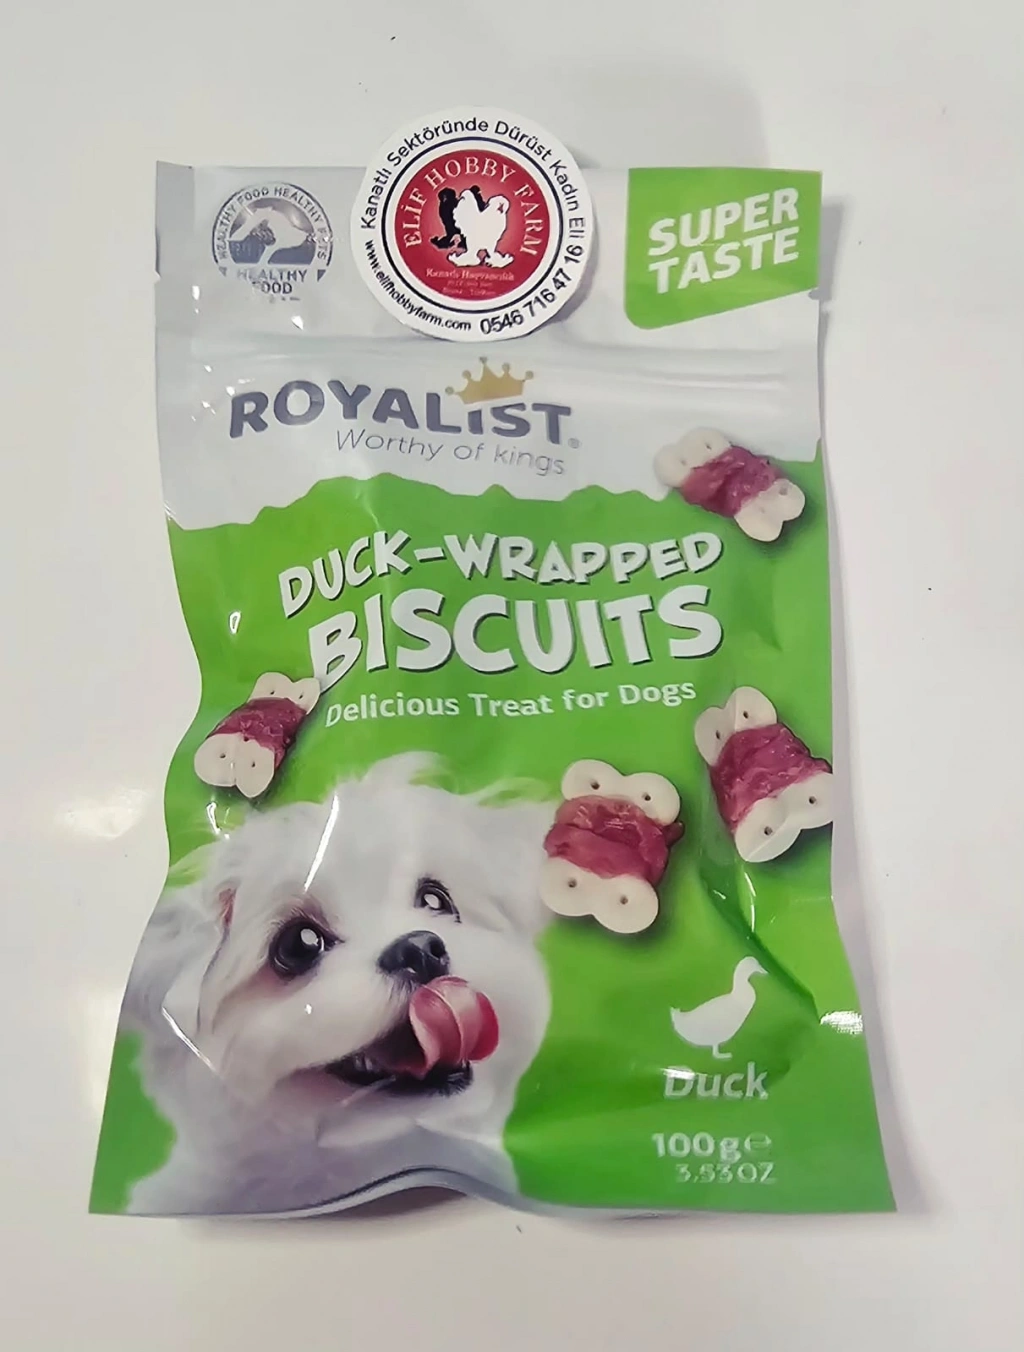 Kanatlı Sektöründe Dürüst Kadın Eli
ELİF HOBBY FARM
Kanatlı Hayvancılık
www.elifhobbyfarm.com
0546 716 47 16
HEALTHY FOOD HEALTHY PETS
HEALTHY
FOOD
SUPER
TASTE
ROYALIST®
Worthy of kings
DUCK-WRAPPED
BISCUITS
Delicious Treat for Dogs
Duck
100g℮
3,53OZ